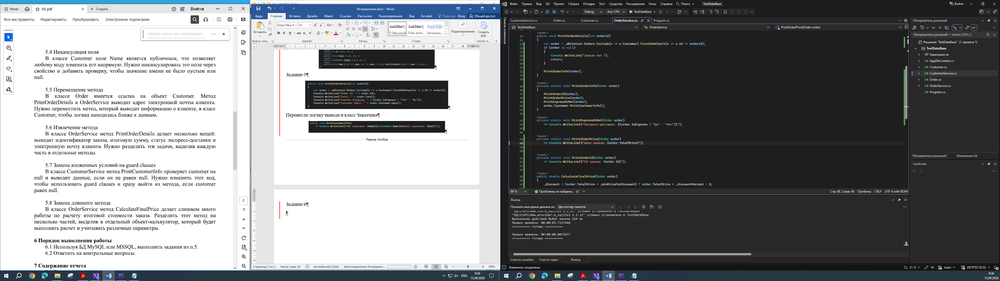 Меню
lr8.pdf
Создать
Войти
Все инструменты
Редактировать
Преобразовать
Электронное подписание
Найти текст или инструмент
5.4 Инкапсуляция поля
В классе Customer поле Name является публичным, что позволяет
любому коду изменить его напрямую. Нужно инкапсулировать это поле через
свойство и добавить проверку, чтобы значение имени не было пустым или
null.
5.5 Перемещение метода
В классе Order имеется ссылка на объект Customer. Метод
PrintOrderDetails в OrderService выводит адрес электронной почты клиента.
Нужно переместить метод, который выводит информацию о клиенте, в класс
Customer, чтобы логика находилась ближе к данным.
5.6 Извлечение метода
В классе OrderService метод PrintOrderDetails делает несколько вещей:
выводит идентификатор заказа, итоговую сумму, статус экспресс-доставки и
электронную почту клиента. Нужно разделить эти задачи, выделив каждую
часть в отдельные методы.
5.7 Замена вложенных условий на guard clauses
В классе CustomerService метод PrintCustomerInfo проверяет customer на
null и выводит данные, если он не равен null. Нужно изменить этот код,
чтобы использовать guard clauses и сразу выйти из метода, если customer
равен null.
5.8 Замена длинного метода
В классе OrderService метод CalculateFinalPrice делает слишком много
работы по расчету итоговой стоимости заказа. Разделить этот метод на
несколько частей, выделив в отдельный объект-калькулятор, который будет
выполнять расчет и учитывать различные параметры.
6 Порядок выполнения работы
6.1 Используя БД MySQL или MSSQL, выполнить задания из п.5.
6.2 Ответить на контрольные вопросы.
7 Содержание отчета
2
3
Исправления.docx - Word
Файл Главная Вставка Дизайн Макет Ссылки Рассылки Рецензирование Вид Acrobat Помощн Вход Общий доступ
Вставить
Times New R 14
Ж К Ч abc
АаБбВвГг, АаБбВвГг, АаБбВвІ
¶ Обычный ¶ Без инте... Заголово...
Редактирование
Создать PDF
Буфер обм... Шрифт Абзац Стили Adobe A...
public int Id { get; set; }
public string Email { get; set; }
public List<Order> Orders { get; set; }
public string Name { get => _name; set => _name = String.IsNullOrEmpty(value) ? _name : value; }
}
Задание·5¶
public void PrintOrderDetails(int orderId)
{
var order = _dbContext.Orders.Include(o => o.Customer).FirstOrDefault(o => o.Id == orderId);
Console.WriteLine("Order Id: " + order.Id);
Console.WriteLine("Total: " + order.Total);
Console.WriteLine("Express Shipping: " + (order.IsExpress ? "Yes" : "No"));
Console.WriteLine("Customer Email: " + order.Customer.Email);
}
Перенесли·логику·вывода·в·класс·Заказчика¶
public void PrintCustomerInfo()
=> Console.WriteLine($"Имя заказчика: {Name}{Environment.NewLine}Email заказчика: {Email}");
Разрыв столбца
Задание·6¶
¶
Страница 3 из 3 Число слов: 28 английский (США) Автосохранение Исправлен... 100%
Файл Правка Вид Git Проект Сборка Отладка Тест Средства Расширения Окно Справка Поиск TestDateBase Войти
Debug Any CPU TestDateBase
Панель элементов
CustomerService.cs Order.cs Customer.cs OrderService.cs Program.cs
TestDateBase OrderService PrintOrderPrice(Order order)
Ссылок: 1
23 public void PrintOrderDetails(int orderId)
24 {
25 var order = _dbContext.Orders.Include(o => o.Customer).FirstOrDefault(o => o.Id == orderId);
26 if (order is null)
27 {
28 Console.WriteLine("Заказа нет.");
29 return;
30 }
31
32 PrintOrderInfo(order);
33 }
34
Ссылок: 1
35 private static void PrintOrderInfo(Order order)
36 {
37 PrintOrderId(order);
38 PrintOrderPrice(order);
39 PrintExpressOrNot(order);
40 order.Customer.PrintCustomerInfo();
41 }
42
Ссылок: 1
43 private static void PrintExpressOrNot(Order order)
44 => Console.WriteLine($"Экспресс-доставка: {(order.IsExpress ? "Да" : "Нет")}");
45
46
Ссылок: 1
47 private static void PrintOrderPrice(Order order)
48 => Console.WriteLine($"Цена заказа: {order.TotalPrice}");
49
50
Ссылок: 1
51 private static void PrintOrderId(Order order)
52 => Console.WriteLine($"Id заказа: {order.Id}");
53
54
Ссылок: 1
55 public double CalculateFinalPrice(Order order)
56 {
57 _discount = (order.TotalPrice > _minPriceForDiscount) ? order.TotalPrice * _discountPercent : 0;
89 % Проблемы не найдены. Стр: 48, Симв: 66 Пробелы CRLF UTF-8 with BOM
Вывод
Показать выходные данные из: Диспетчер пакетов
"SQLitePCLRaw.lib.e_sqlite3 2.1.12" успешно установлено в TestDateBase
"SQLitePCLRaw.provider.e_sqlite3 2.1.12" успешно установлено в TestDateBase
Выполнение действий NuGet заняло 164 мс
Прошло времени: 00:00:03.7117448
========== Готово ==========
Прошло времени: 00:00:00.0073677
========== Готово ==========
Список ошибок Список задач Вывод
Элементы сохранены
0 / 0 14 main ИСРПО 02.02
Обозреватель решений
Обозреватель решений — поиск (Ctrl+;)
Решение "TestDateBase" (1 проекта 1)
TestDateBase
Зависимости
AppDbContext.cs
Customer.cs
CustomerService.cs
Order.cs
OrderService.cs
Program.cs
Обозреватель решений Изменения Git
Свойства
ENG
9:36
15.09.2026
9:36
15.09.2026